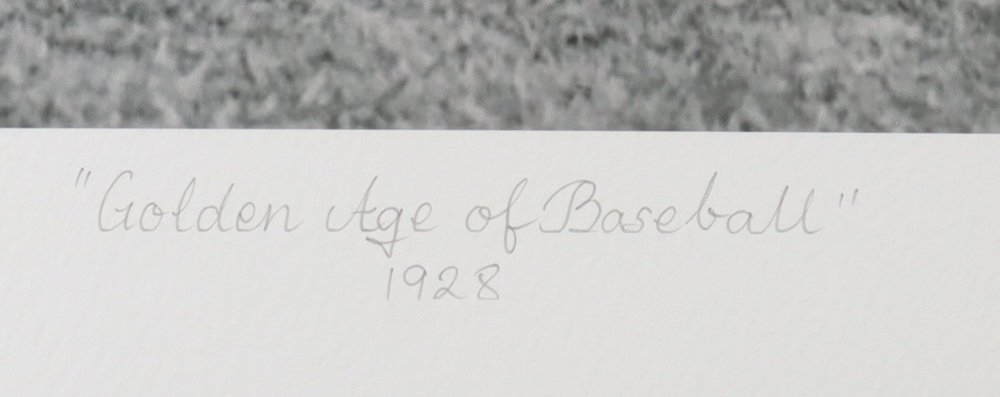 "Golden Age of Baseball"
1928